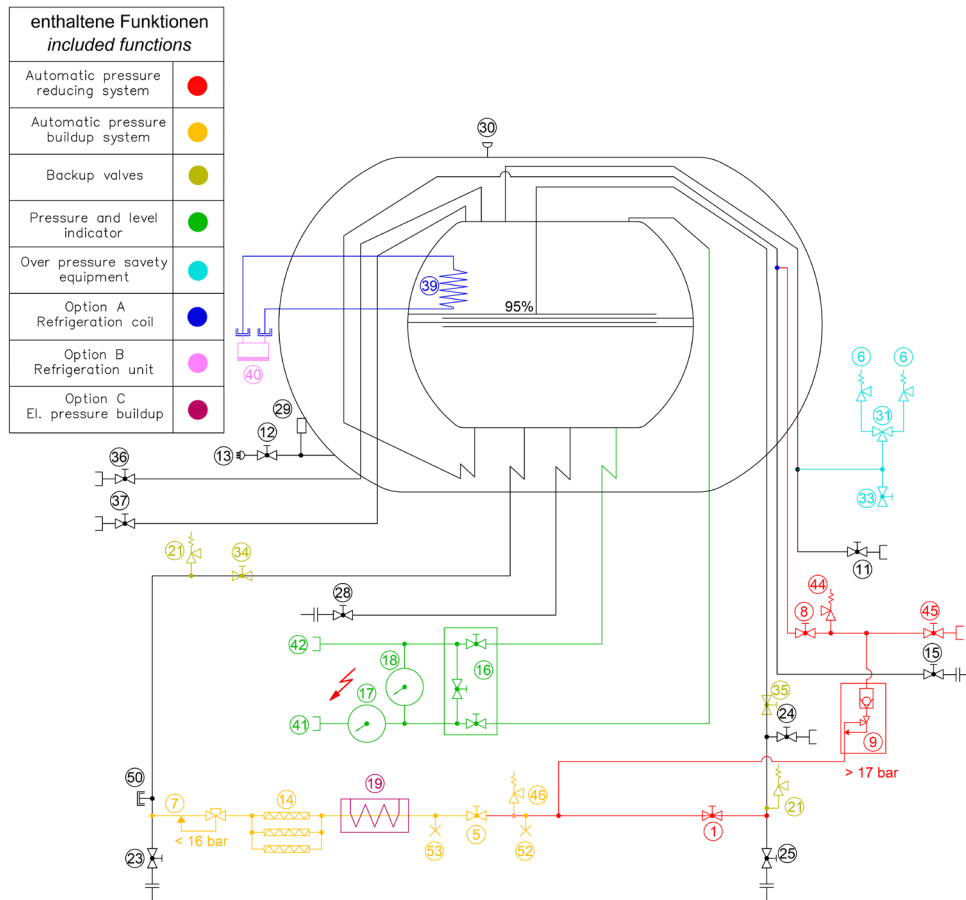 enthaltene Funktionen
included functions
Automatic pressure
reducing system
Automatic pressure
buildup system
Backup valves
Pressure and level
indicator
Over pressure savety
equipment
Option A
Refrigeration coil
Option B
Refrigeration unit
Option C
El. pressure buildup
30
39
95%
40
6
6
31
33
29
12
13
36
37
21
34
28
11
44
8
45
15
42
18
16
17
41
35
24
9
> 17 bar
50
7
14
19
46
21
< 16 bar
5
1
53
52
23
25